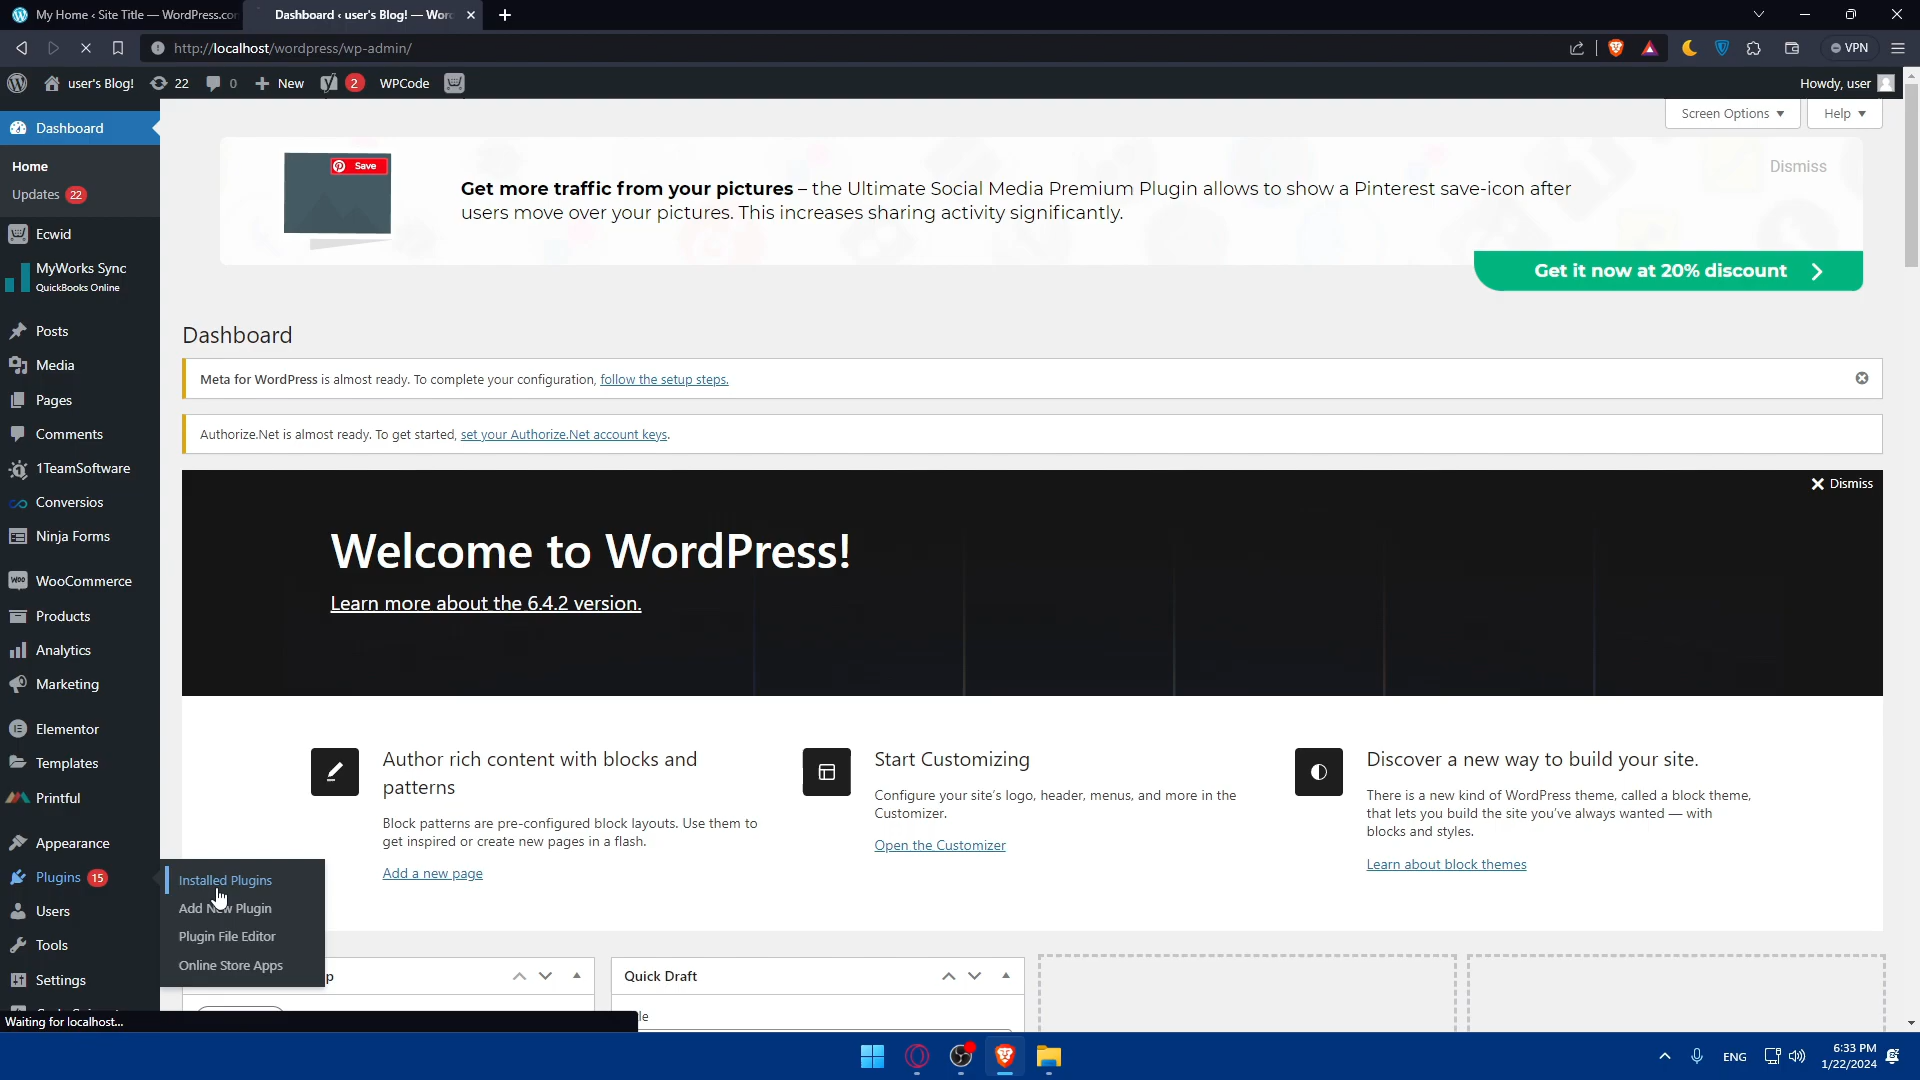 My Home ‹ Site Title — WordPress.com
Dashboard ‹ user's Blog! — Word
http://localhost/wordpress/wp-admin/
VPN
user's Blog!
22
0
New
2
WPCode
Howdy, user
Screen Options
Help
Dashboard
Home
Updates 22
Ecwid
MyWorks Sync
QuickBooks Online
Posts
Media
Pages
Comments
1TeamSoftware
Conversios
Ninja Forms
WooCommerce
Products
Analytics
Marketing
Elementor
Templates
Printful
Appearance
Plugins 15
Users
Tools
Settings
Installed Plugins
Add New Plugin
Plugin File Editor
Online Store Apps
Waiting for localhost...
Save
Get more traffic from your pictures – the Ultimate Social Media Premium Plugin allows to show a Pinterest save-icon after
users move over your pictures. This increases sharing activity significantly.
Dismiss
Get it now at 20% discount
Dashboard
Meta for WordPress is almost ready. To complete your configuration, follow the setup steps.
Authorize.Net is almost ready. To get started, set your Authorize.Net account keys.
Dismiss
Welcome to WordPress!
Learn more about the 6.4.2 version.
Author rich content with blocks and
patterns
Block patterns are pre-configured block layouts. Use them to
get inspired or create new pages in a flash.
Add a new page
Start Customizing
Configure your site's logo, header, menus, and more in the
Customizer.
Open the Customizer
Discover a new way to build your site.
There is a new kind of WordPress theme, called a block theme,
that lets you build the site you've always wanted — with
blocks and styles.
Learn about block themes
Quick Draft
ENG
6:33 PM
1/22/2024